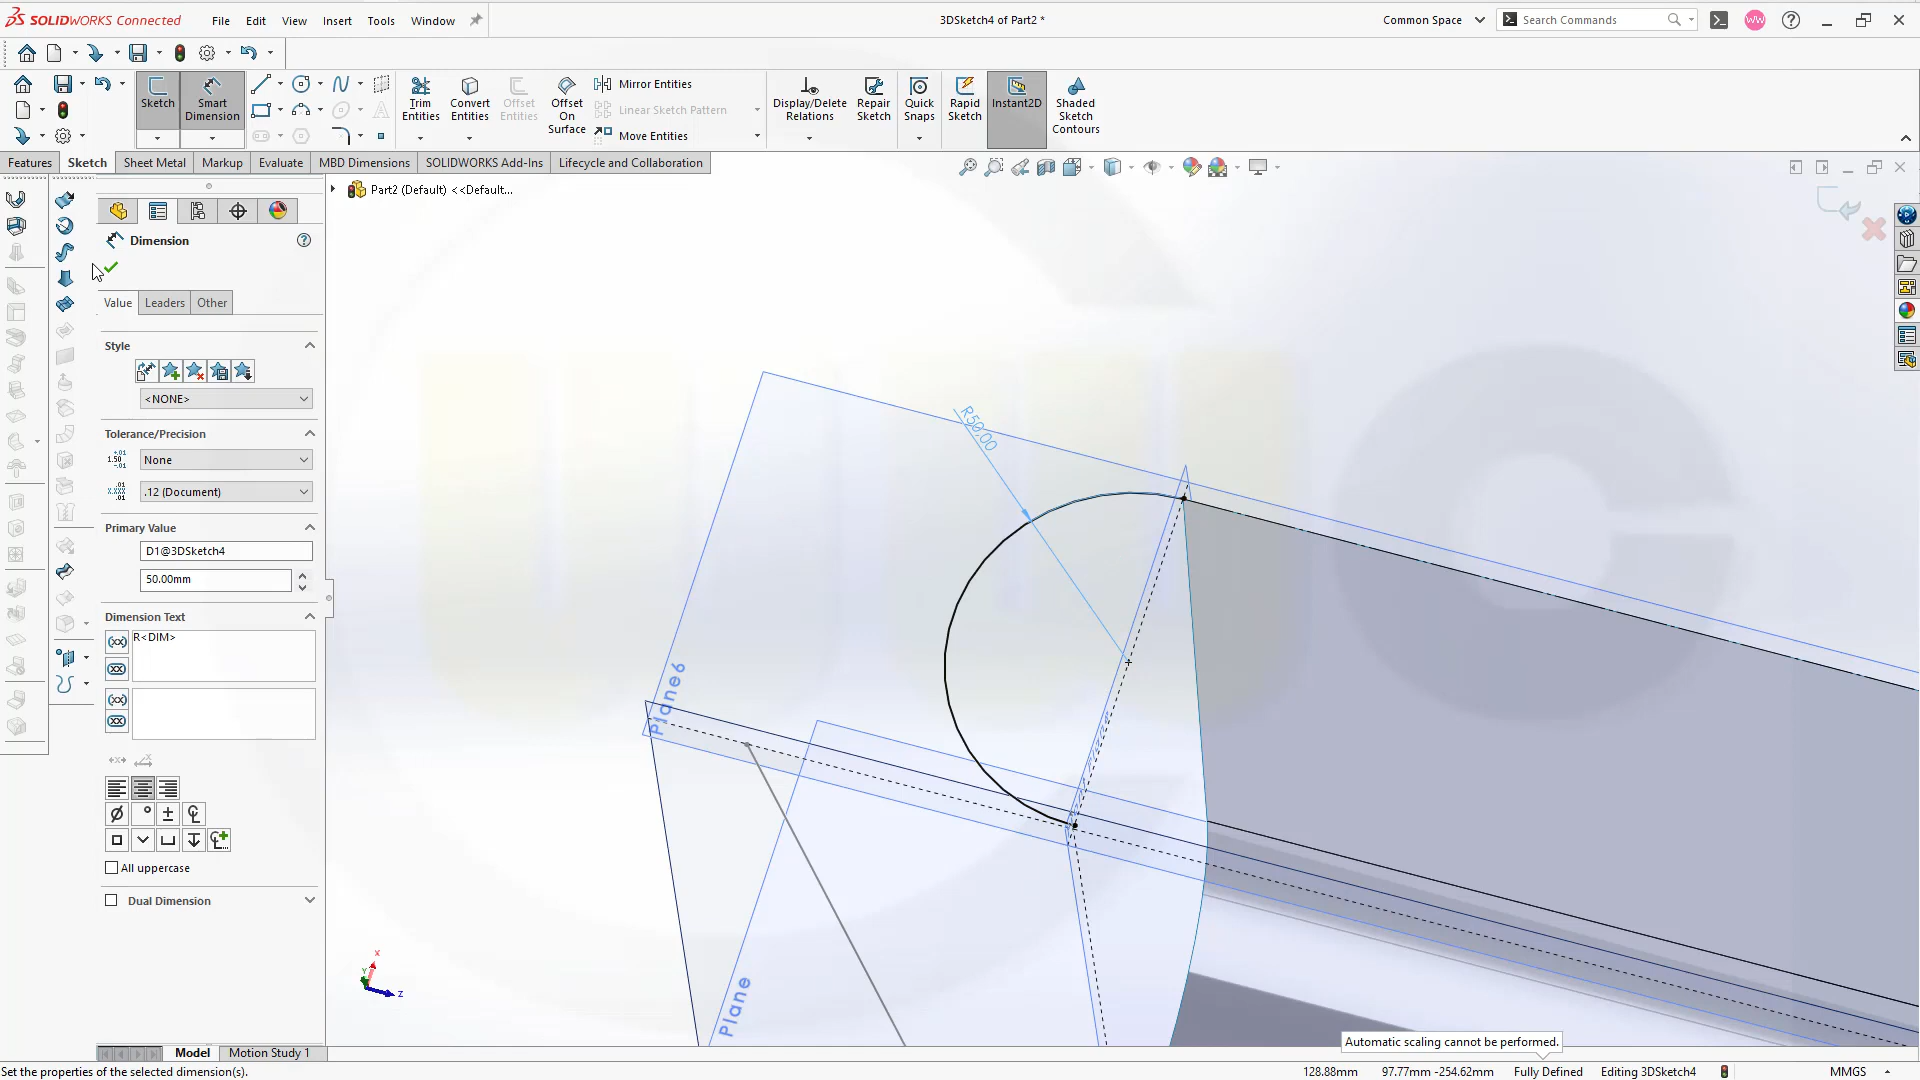 SOLIDWORKS Connected
File
Edit
View
Insert
Tools
Window
3DSketch4 of Part2 *
Common Space
Search Commands
WW
Sketch
Smart Dimension
Trim Entities
Convert Entities
Offset Entities
Offset On Surface
Mirror Entities
Linear Sketch Pattern
Move Entities
Display/Delete Relations
Repair Sketch
Quick Snaps
Rapid Sketch
Instant2D
Shaded Sketch Contours
Features
Sketch
Sheet Metal
Markup
Evaluate
MBD Dimensions
SOLIDWORKS Add-Ins
Lifecycle and Collaboration
Part2 (Default) <<Default...
Dimension
Value
Leaders
Other
Style
<NONE>
Tolerance/Precision
None
.12 (Document)
Primary Value
D1@3DSketch4
50.00mm
Dimension Text
R<DIM>
All uppercase
Dual Dimension
R50.00
Plane6
Plane
X
Y
Z
Automatic scaling cannot be performed.
Model
Motion Study 1
Set the properties of the selected dimension(s).
128.88mm
97.77mm -254.62mm
Fully Defined
Editing 3DSketch4
MMGS